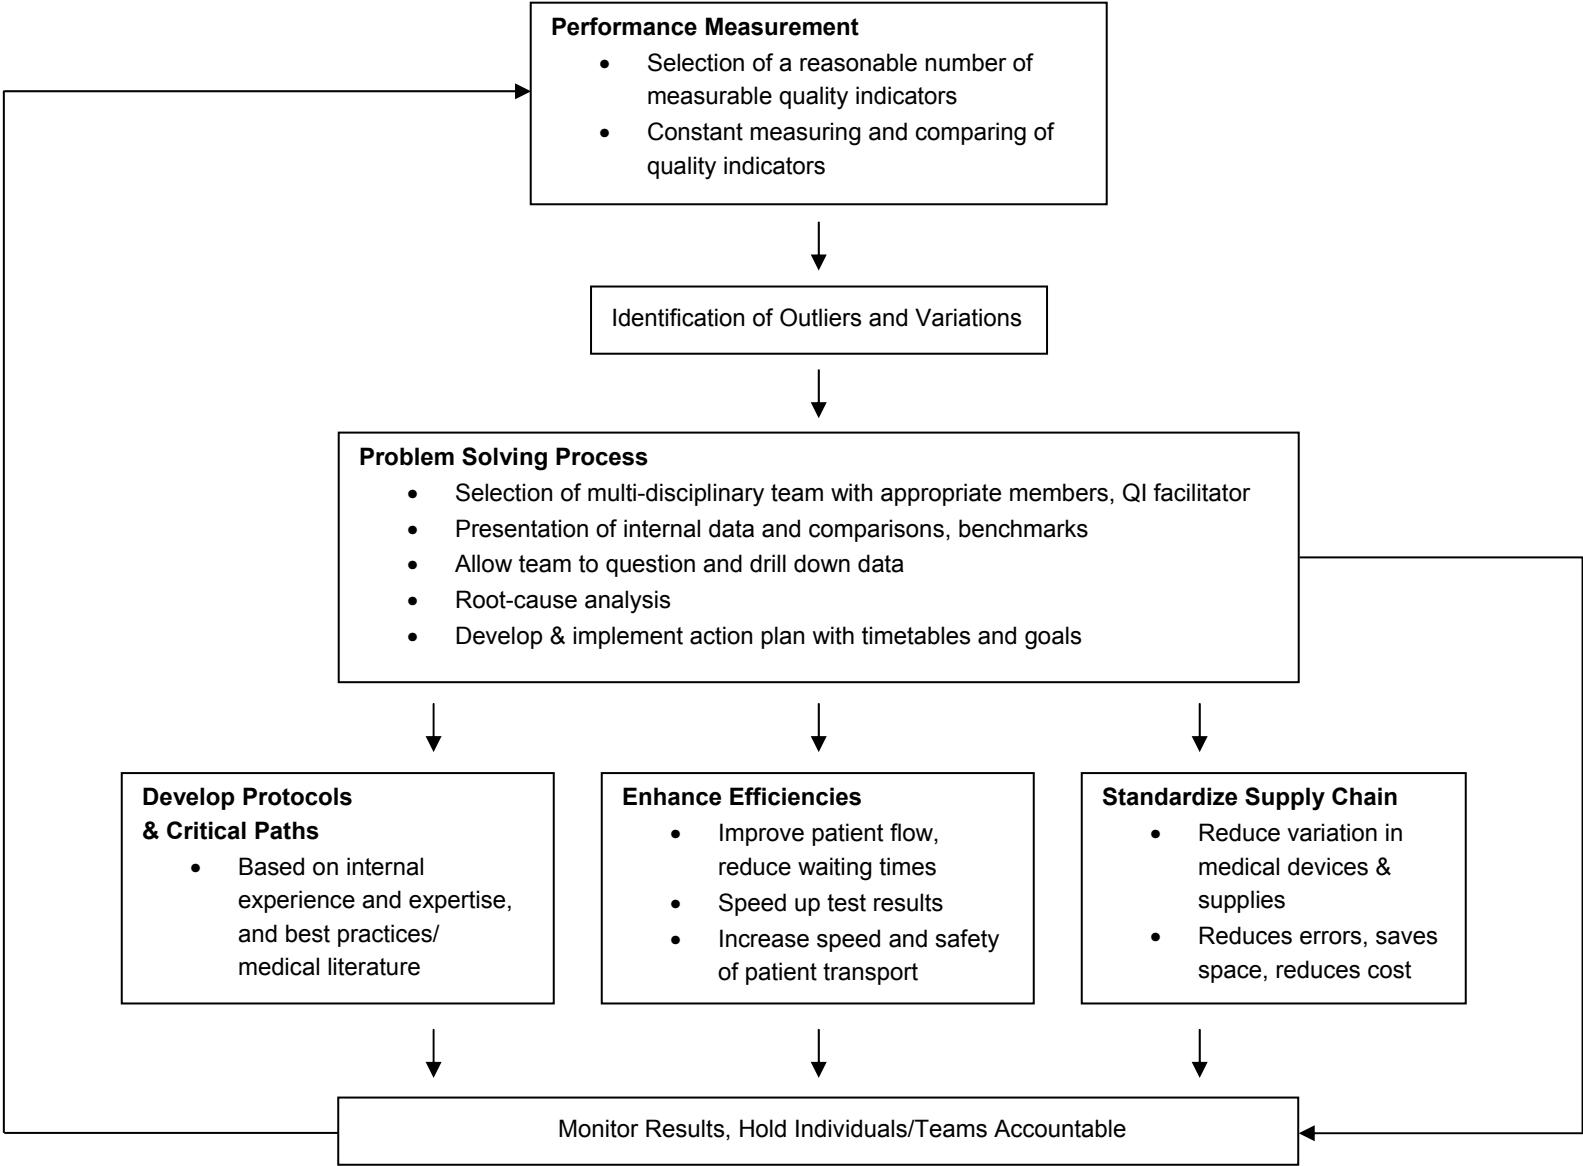 Performance Measurement
• Selection of a reasonable number of
measurable quality indicators
• Constant measuring and comparing of
quality indicators
Identification of Outliers and Variations
Problem Solving Process
• Selection of multi-disciplinary team with appropriate members, QI facilitator
• Presentation of internal data and comparisons, benchmarks
• Allow team to question and drill down data
• Root-cause analysis
• Develop & implement action plan with timetables and goals
Develop Protocols
& Critical Paths
• Based on internal
experience and expertise,
and best practices/
medical literature
Enhance Efficiencies
• Improve patient flow,
reduce waiting times
• Speed up test results
• Increase speed and safety
of patient transport
Standardize Supply Chain
• Reduce variation in
medical devices &
supplies
• Reduces errors, saves
space, reduces cost
Monitor Results, Hold Individuals/Teams Accountable